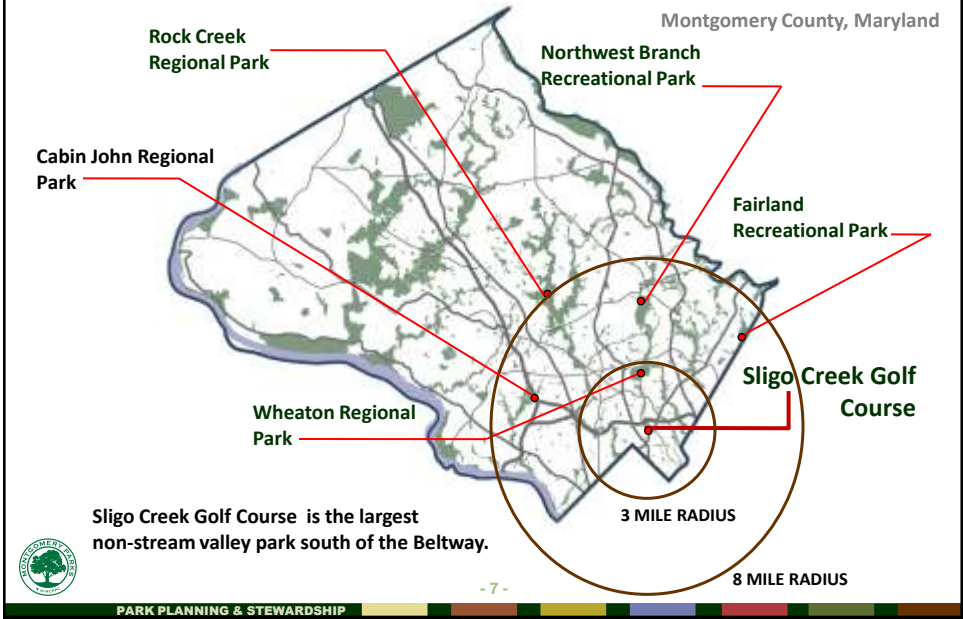 Montgomery County, Maryland
Rock Creek
Regional Park
Northwest Branch
Recreational Park
Cabin John Regional
Park
Fairland
Recreational Park
Sligo Creek Golf
Course
Wheaton Regional
Park
3 MILE RADIUS
Sligo Creek Golf Course is the largest
non-stream valley park south of the Beltway.
8 MILE RADIUS
MONTGOMERY PARKS
- 7 -
PARK PLANNING & STEWARDSHIP